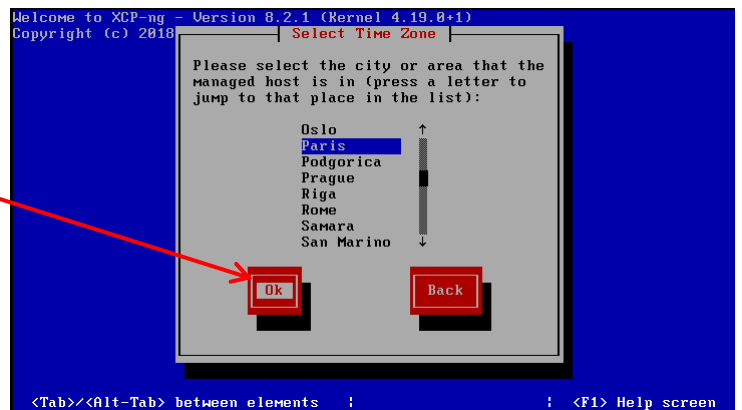 Welcome to XCP-ng - Version 8.2.1 (Kernel 4.19.0+1)
Copyright (c) 2018
Select Time Zone
Please select the city or area that the
managed host is in (press a letter to
jump to that place in the list):
Oslo
Paris
Podgorica
Prague
Riga
Rome
Samara
San Marino
Ok Back
<Tab>/<Alt-Tab> between elements | | <F1> Help screen